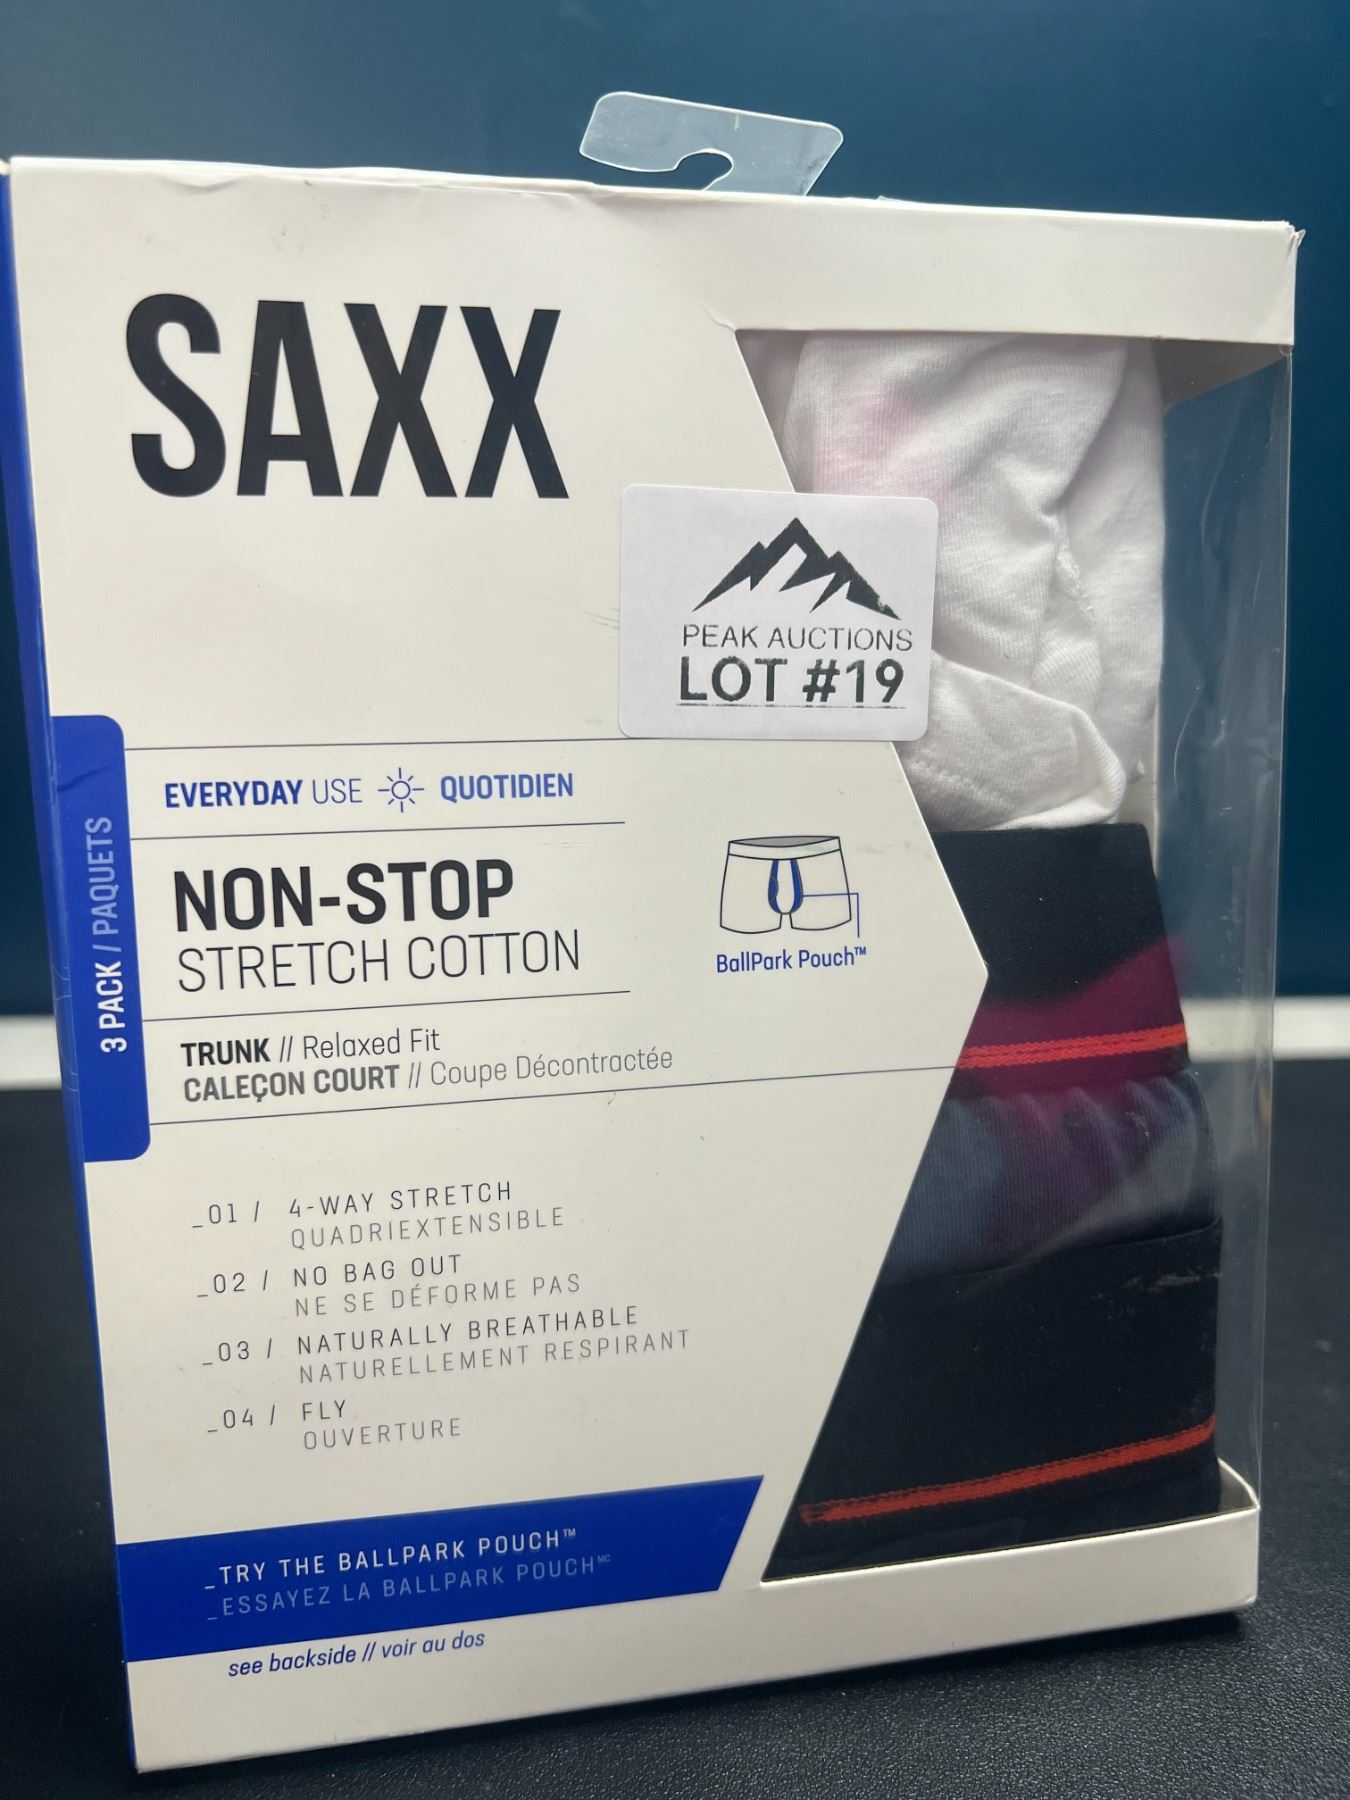 SAXX
PEAK AUCTIONS
LOT #19
3 PACK / PAQUETS
EVERYDAY USE QUOTIDIEN
NON-STOP
STRETCH COTTON
BallPark Pouch™
TRUNK // Relaxed Fit
CALEÇON COURT // Coupe Décontractée
_01 / 4-WAY STRETCH
QUADRIEXTENSIBLE
_02 / NO BAG OUT
NE SE DÉFORME PAS
_03 / NATURALLY BREATHABLE
NATURELLEMENT RESPIRANT
_04 / FLY
OUVERTURE
_TRY THE BALLPARK POUCH™
_ESSAYEZ LA BALLPARK POUCH MC
see backside // voir au dos